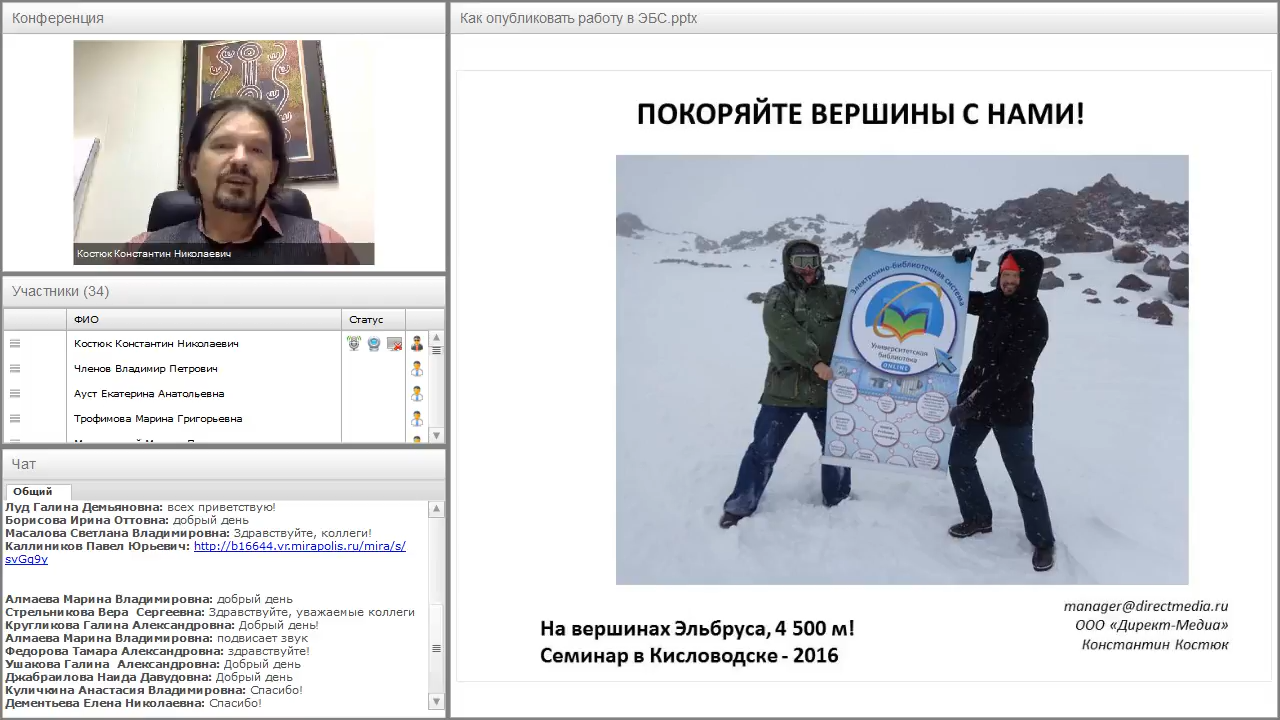 Конференция
Костюк Константин Николаевич
Участники (34)
ФИО
Статус
Костюк Константин Николаевич
Членов Владимир Петрович
Ауст Екатерина Анатольевна
Трофимова Марина Григорьевна
Чат
Общий
Луд Галина Демьяновна: всех приветствую!
Борисова Ирина Оттовна: добрый день
Масалова Светлана Владимировна: Здравствуйте, коллеги!
Каллиников Павел Юрьевич: http://b16644.vr.mirapolis.ru/mira/s/
svGq9y
Алмаева Марина Владимировна: добрый день
Стрельникова Вера Сергеевна: Здравствуйте, уважаемые коллеги
Кругликова Галина Александровна: Добрый день!
Алмаева Марина Владимировна: подвисает звук
Федорова Тамара Александровна: здравствуйте!
Ушакова Галина Александровна: Добрый день
Джабраилова Наида Давудовна: Добрый день
Куличкина Анастасия Владимировна: Спасибо!
Дементьева Елена Николаевна: Спасибо!
Как опубликовать работу в ЭБС.pptx
ПОКОРЯЙТЕ ВЕРШИНЫ С НАМИ!
Электронно-библиотечная система
Университетская
библиотека
ONLINE
На вершинах Эльбруса, 4 500 м!
Семинар в Кисловодске - 2016
manager@directmedia.ru
ООО «Директ-Медиа»
Константин Костюк